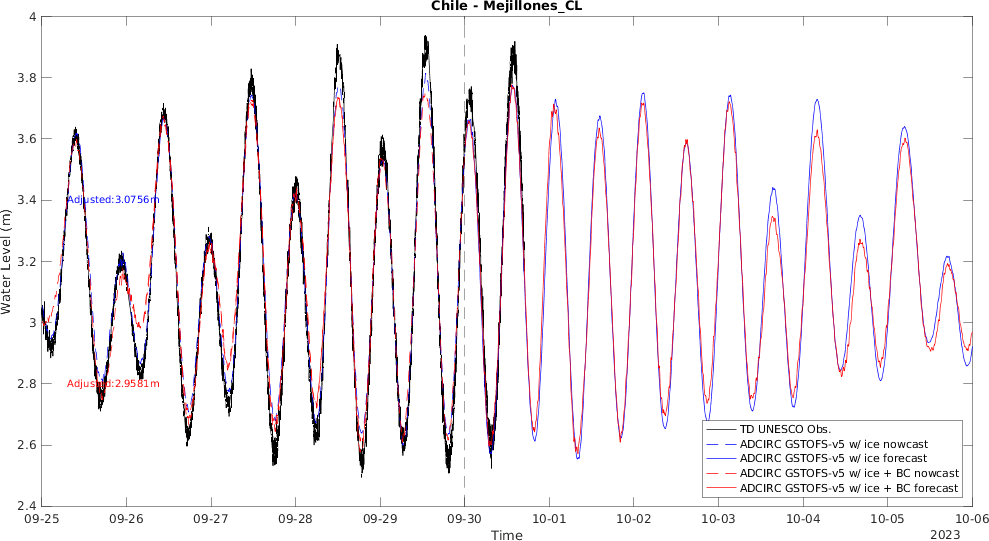 Chile - Mejillones_CL
4
3.8
3.6
3.4
3.2
3
2.8
2.6
2.4
Water Level (m)
Adjusted:3.0756m
Adjusted:2.9581m
TD UNESCO Obs.
ADCIRC GSTOFS-v5 w/ ice nowcast
ADCIRC GSTOFS-v5 w/ ice forecast
ADCIRC GSTOFS-v5 w/ ice + BC nowcast
ADCIRC GSTOFS-v5 w/ ice + BC forecast
09-25 09-26 09-27 09-28 09-29 09-30 10-01 10-02 10-03 10-04 10-05 10-06
Time
2023